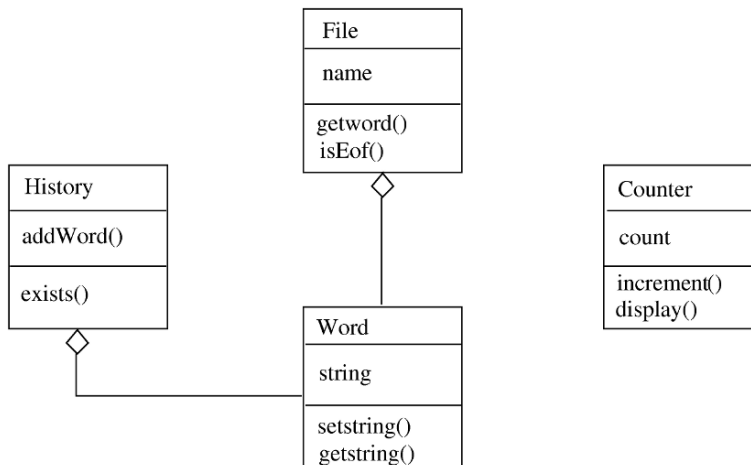 File
name
getword()
isEof()
History
addWord()
exists()
Counter
count
increment()
display()
Word
string
setstring()
getstring()